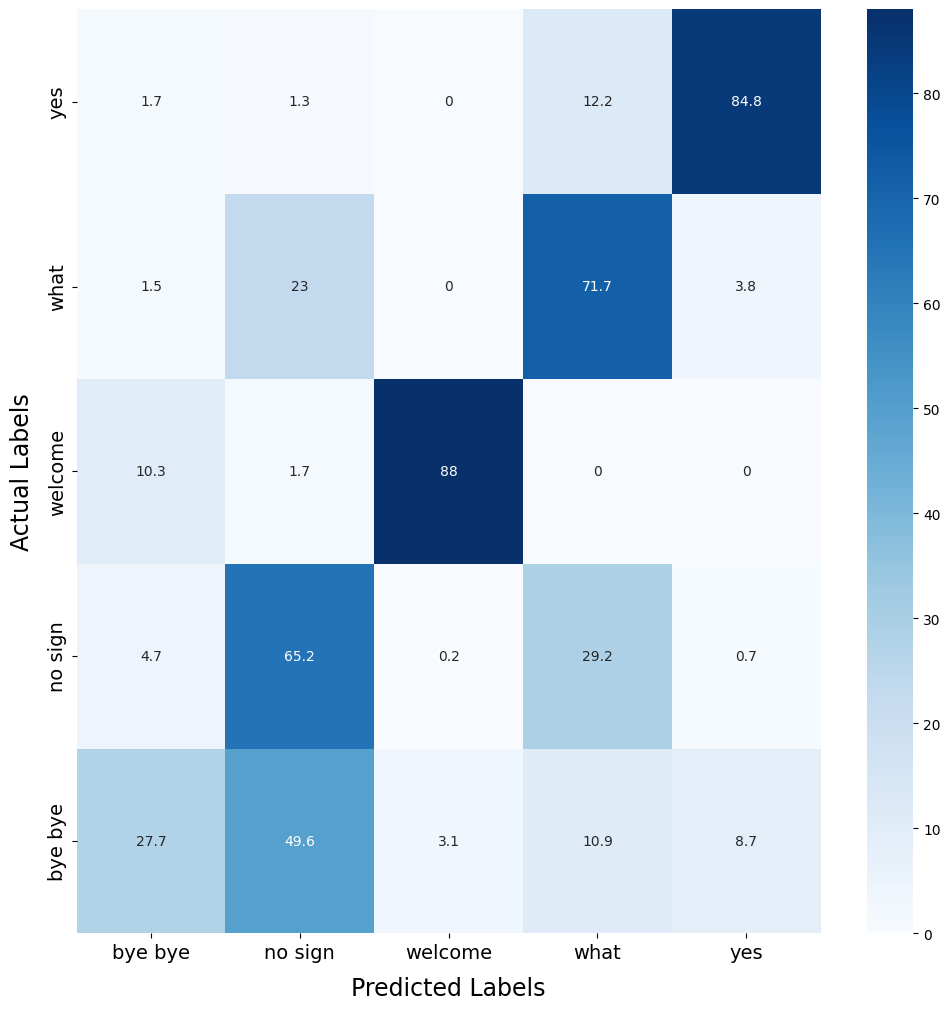 yes 1.7 1.3 0 12.2 84.8
what 1.5 23 0 71.7 3.8
welcome 10.3 1.7 88 0 0
no sign 4.7 65.2 0.2 29.2 0.7
bye bye 27.7 49.6 3.1 10.9 8.7
bye bye no sign welcome what yes
Predicted Labels
Actual Labels
80
70
60
50
40
30
20
10
0